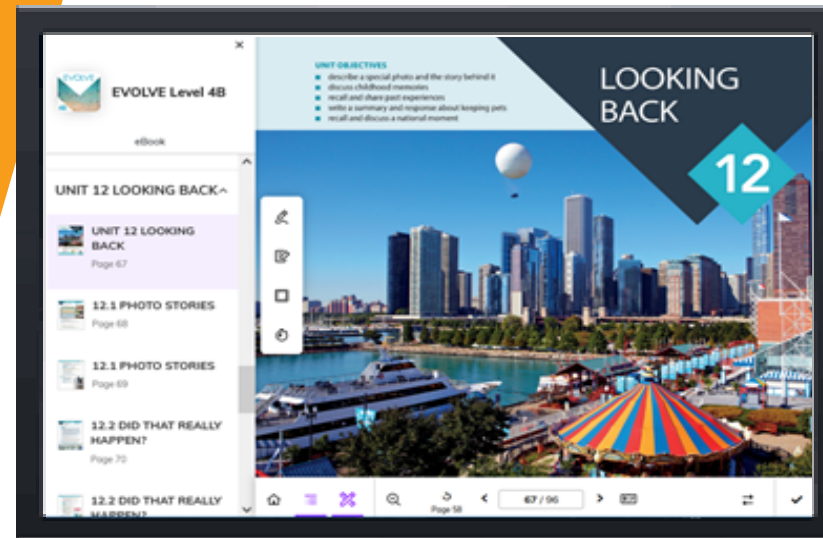 ×
EVOLVE
4B
EVOLVE Level 4B
eBook
UNIT 12 LOOKING BACK
UNIT 12 LOOKING
BACK
Page 67
12.1 PHOTO STORIES
Page 68
12.1 PHOTO STORIES
Page 69
12.2 DID THAT REALLY
HAPPEN?
Page 70
12.2 DID THAT REALLY
HAPPEN?
UNIT OBJECTIVES
■ describe a special photo and the story behind it
■ discuss childhood memories
■ recall and share past experiences
■ write a summary and response about keeping pets
■ recall and discuss a national moment
LOOKING
BACK
12
Page 58
67 / 96